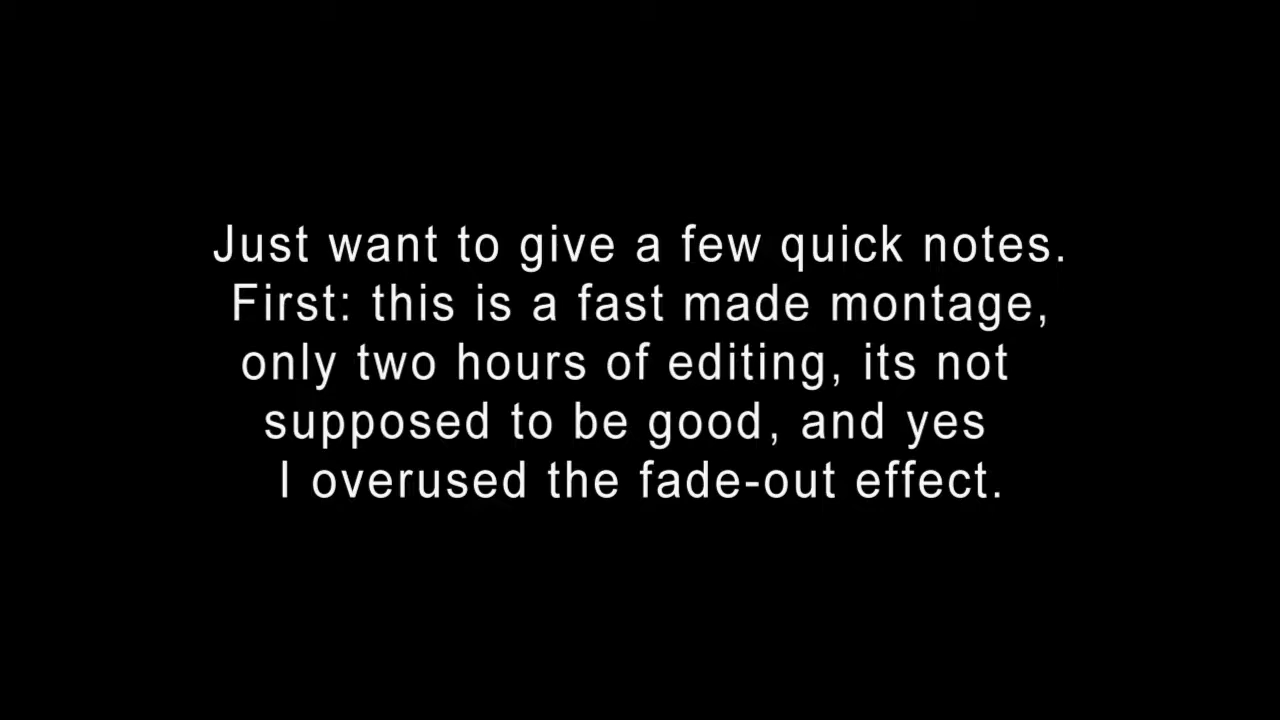 Just want to give a few quick notes.
First: this is a fast made montage,
only two hours of editing, its not
supposed to be good, and yes
I overused the fade-out effect.